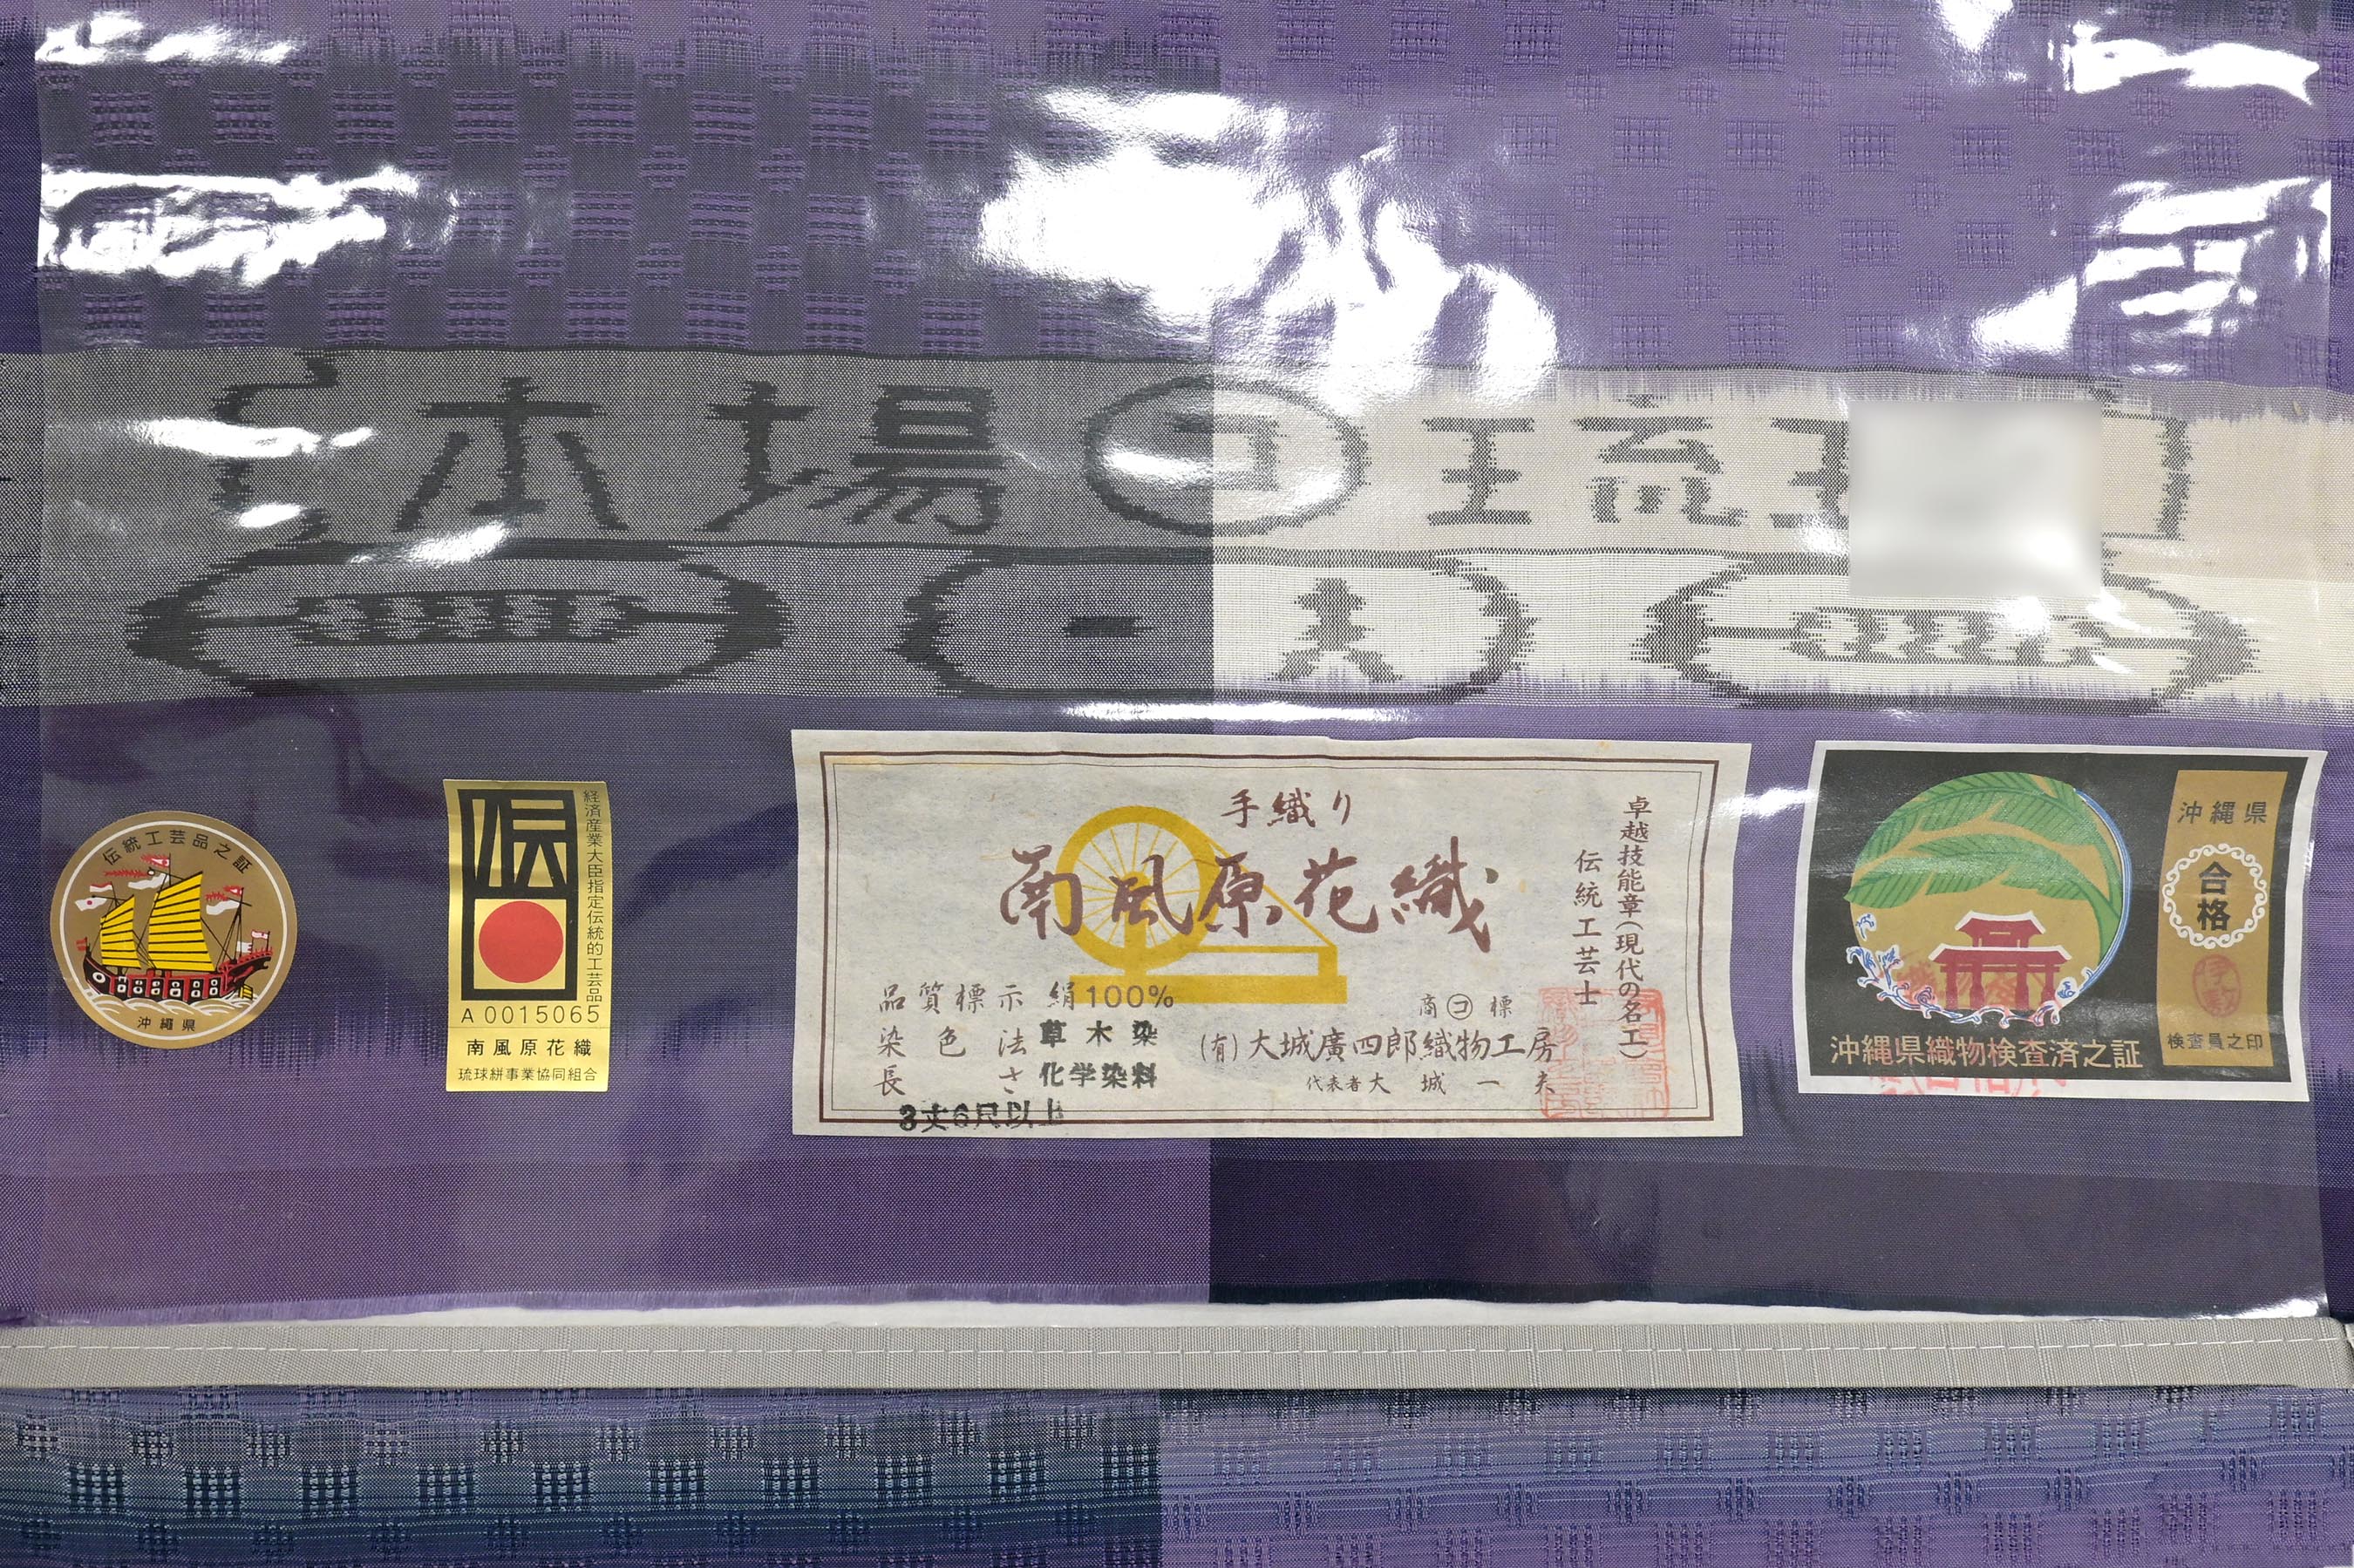 本場
一夫
伝統工芸品之証
沖縄県
伝
経済産業大臣指定伝統的工芸品
A 0015065
南風原花織
琉球絣事業協同組合
手織り
南風原花織
卓越技能章(現代の名工)
伝統工芸士
品質標示 絹100%
染色法 草木染
化学染料
長さ
3丈6尺以上
商コ標
(有)大城廣四郎織物工房
代表者 大城一夫
沖縄県
合格
検査員之印
沖縄県織物検査済之証